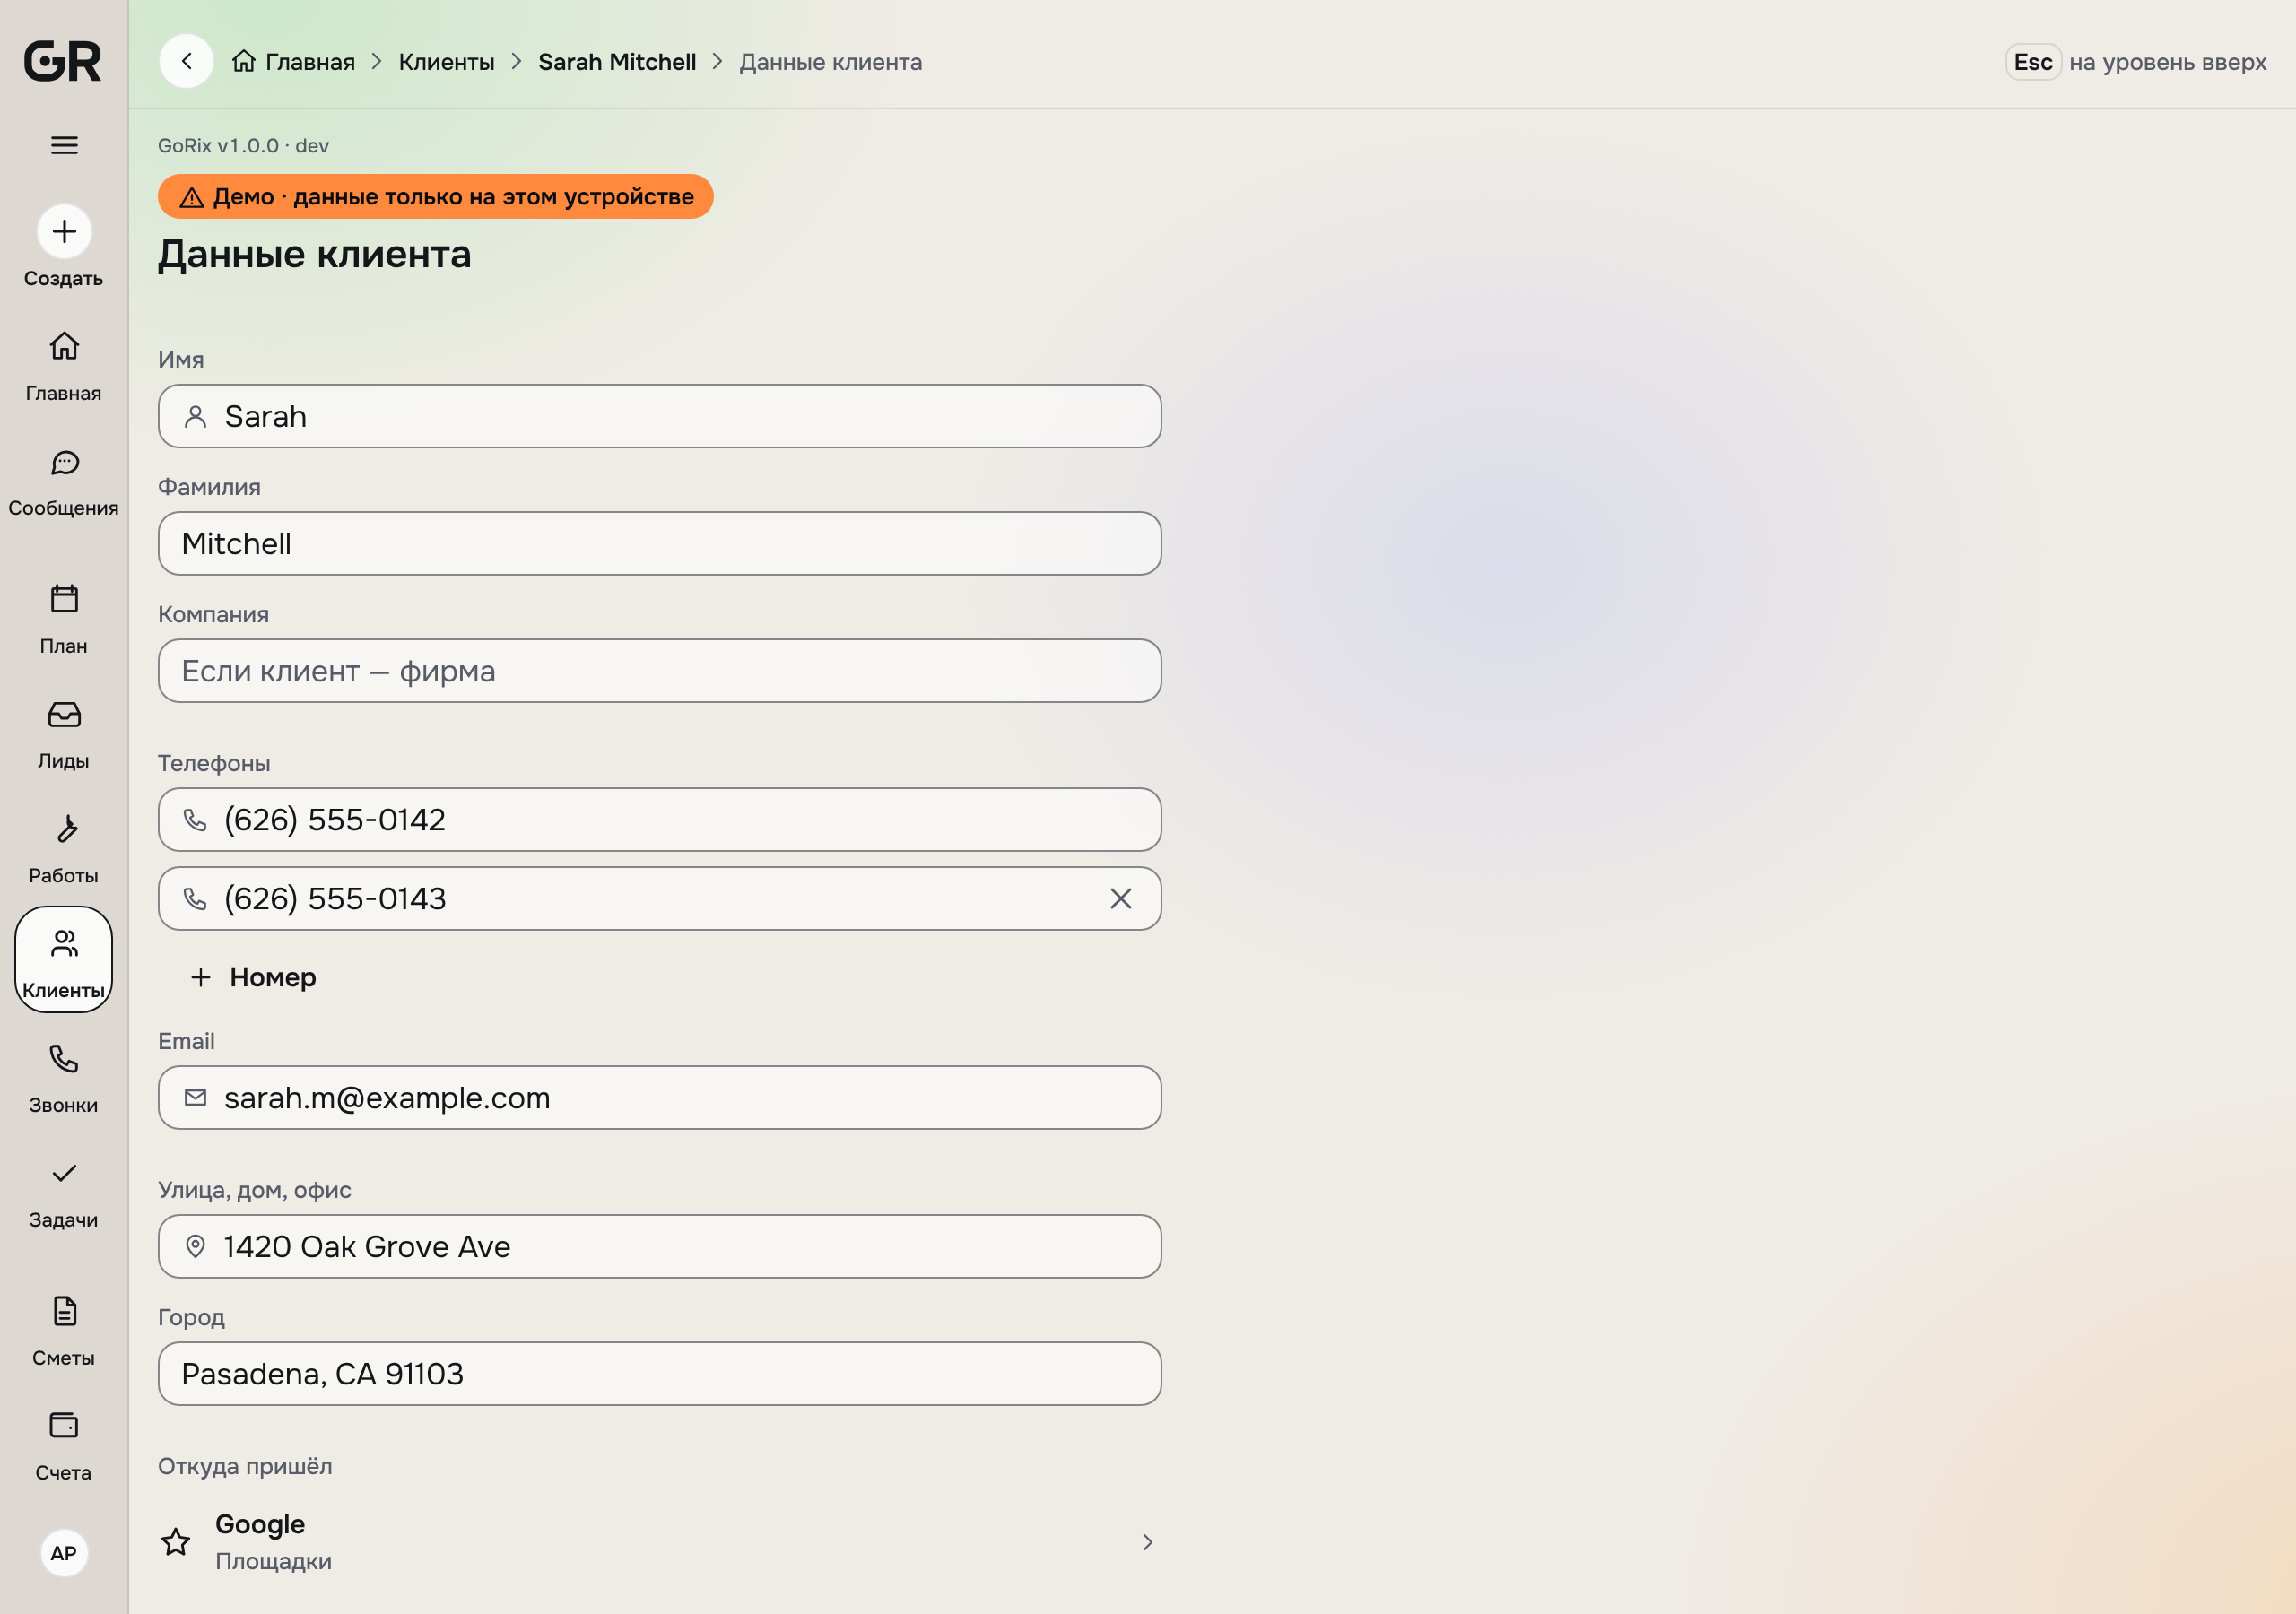 GR
Главная
Клиенты
Sarah Mitchell
Данные клиента
Esc на уровень вверх
Создать
Главная
Сообщения
План
Лиды
Работы
Клиенты
Звонки
Задачи
Сметы
Счета
AP
GoRix v1.0.0 · dev
Демо · данные только на этом устройстве
Данные клиента
Имя
Sarah
Фамилия
Mitchell
Компания
Если клиент — фирма
Телефоны
(626) 555-0142
(626) 555-0143
Номер
Email
sarah.m@example.com
Улица, дом, офис
1420 Oak Grove Ave
Город
Pasadena, CA 91103
Откуда пришёл
Google
Площадки